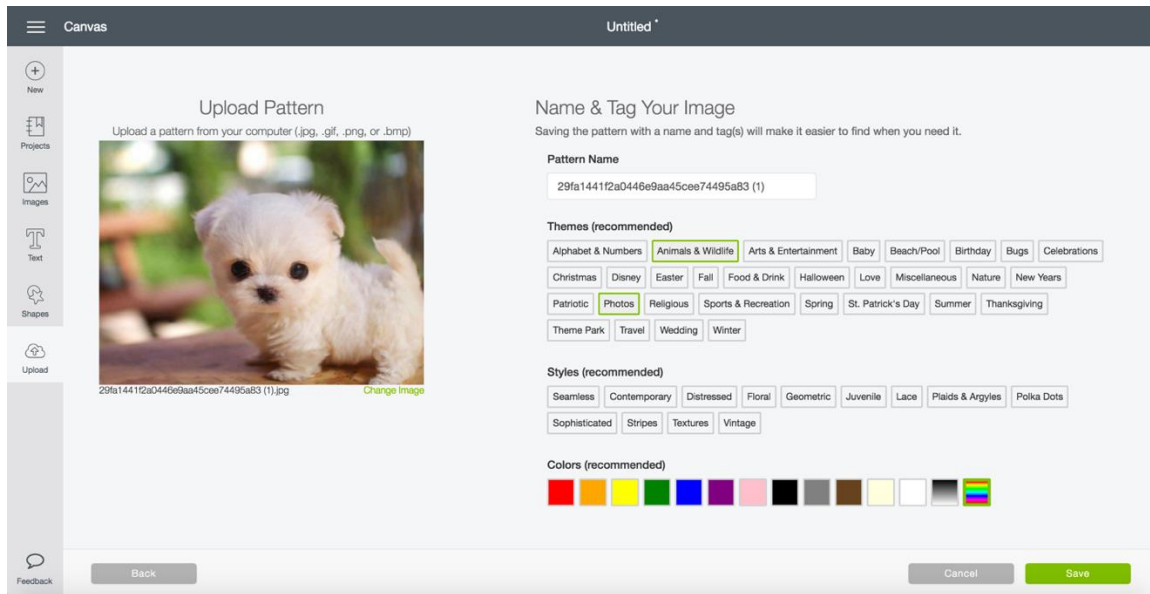 Canvas
Untitled *
New
Projects
Images
Text
Shapes
Upload
Feedback
Upload Pattern
Upload a pattern from your computer (.jpg, .gif, .png, or .bmp)
29fa1441f2a0446e9aa45cee74495a83 (1).jpg Change Image
Name & Tag Your Image
Saving the pattern with a name and tag(s) will make it easier to find when you need it.
Pattern Name
29fa1441f2a0446e9aa45cee74495a83 (1)
Themes (recommended)
Alphabet & Numbers Animals & Wildlife Arts & Entertainment Baby Beach/Pool Birthday Bugs Celebrations
Christmas Disney Easter Fall Food & Drink Halloween Love Miscellaneous Nature New Years
Patriotic Photos Religious Sports & Recreation Spring St. Patrick's Day Summer Thanksgiving
Theme Park Travel Wedding Winter
Styles (recommended)
Seamless Contemporary Distressed Floral Geometric Juvenile Lace Plaids & Argyles Polka Dots
Sophisticated Stripes Textures Vintage
Colors (recommended)
Back Cancel Save